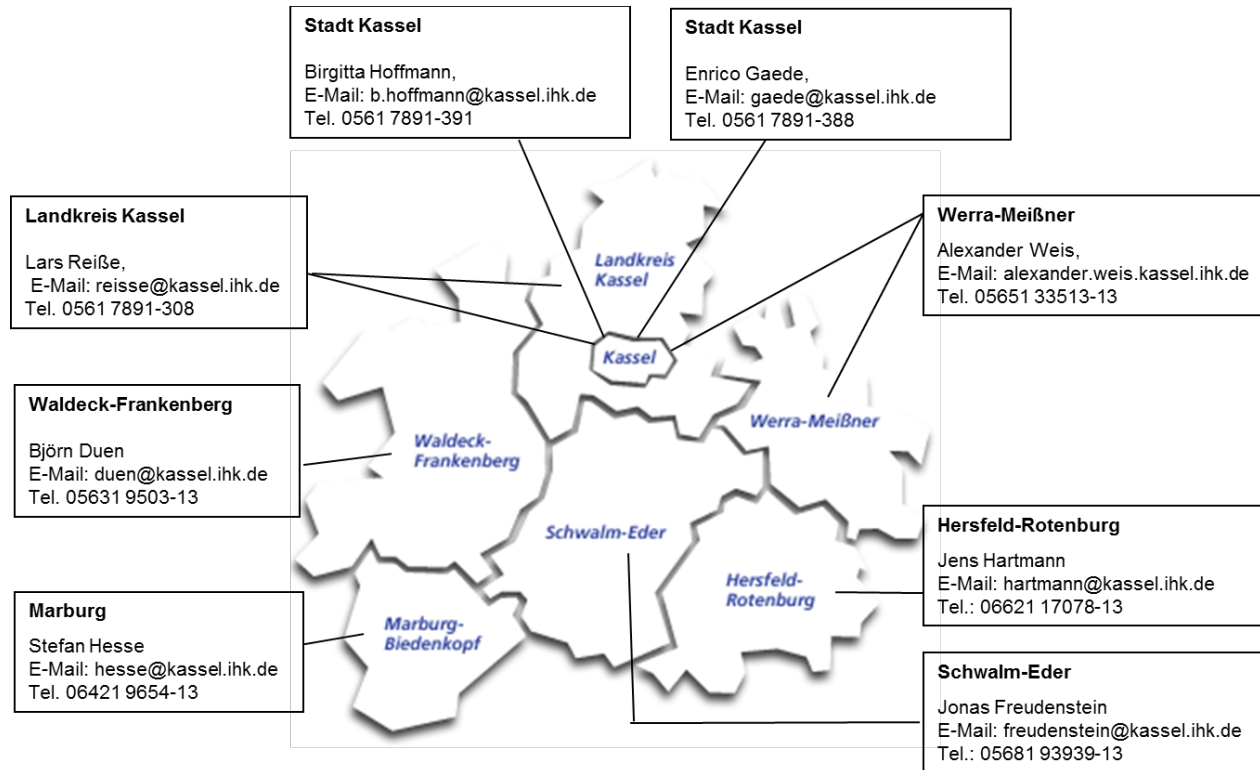 Stadt Kassel
Birgitta Hoffmann,
E-Mail: b.hoffmann@kassel.ihk.de
Tel. 0561 7891-391
Stadt Kassel
Enrico Gaede,
E-Mail: gaede@kassel.ihk.de
Tel. 0561 7891-388
Landkreis Kassel
Lars Reiße,
E-Mail: reisse@kassel.ihk.de
Tel. 0561 7891-308
Werra-Meißner
Alexander Weis,
E-Mail: alexander.weis.kassel.ihk.de
Tel. 05651 33513-13
Landkreis
Kassel
Kassel
Waldeck-Frankenberg
Björn Duen
E-Mail: duen@kassel.ihk.de
Tel. 05631 9503-13
Waldeck-
Frankenberg
Werra-Meißner
Schwalm-Eder
Hersfeld-
Rotenburg
Marburg-
Biedenkopf
Hersfeld-Rotenburg
Jens Hartmann
E-Mail: hartmann@kassel.ihk.de
Tel.: 06621 17078-13
Marburg
Stefan Hesse
E-Mail: hesse@kassel.ihk.de
Tel. 06421 9654-13
Schwalm-Eder
Jonas Freudenstein
E-Mail: freudenstein@kassel.ihk.de
Tel.: 05681 93939-13